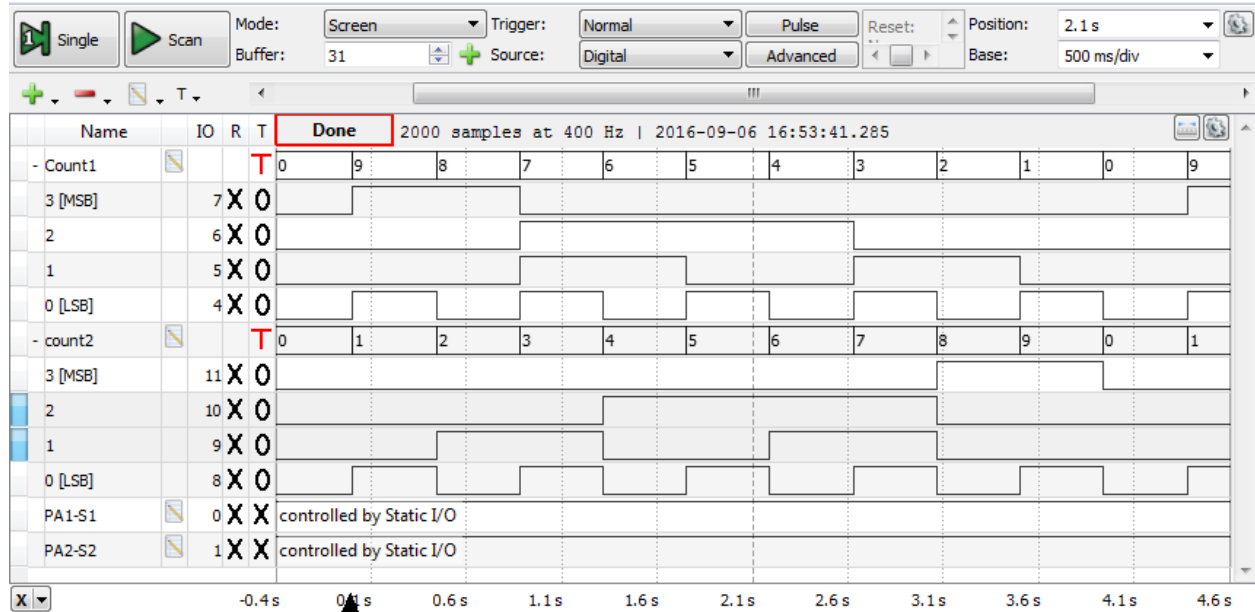 1 Single Scan Mode: Screen Trigger: Normal Pulse Reset: Position: 2.1 s
Buffer: 31 Source: Digital Advanced Base: 500 ms/div
T
Name IO R T Done 2000 samples at 400 Hz | 2016-09-06 16:53:41.285
- Count1 T 0 9 8 7 6 5 4 3 2 1 0 9
3 [MSB] 7 X 0
2 6 X 0
1 5 X 0
0 [LSB] 4 X 0
- count2 T 0 1 2 3 4 5 6 7 8 9 0 1
3 [MSB] 11 X 0
2 10 X 0
1 9 X 0
0 [LSB] 8 X 0
PA1-S1 0 X X controlled by Static I/O
PA2-S2 1 X X controlled by Static I/O
X -0.4 s 0.6 s 1.1 s 1.6 s 2.1 s 2.6 s 3.1 s 3.6 s 4.1 s 4.6 s